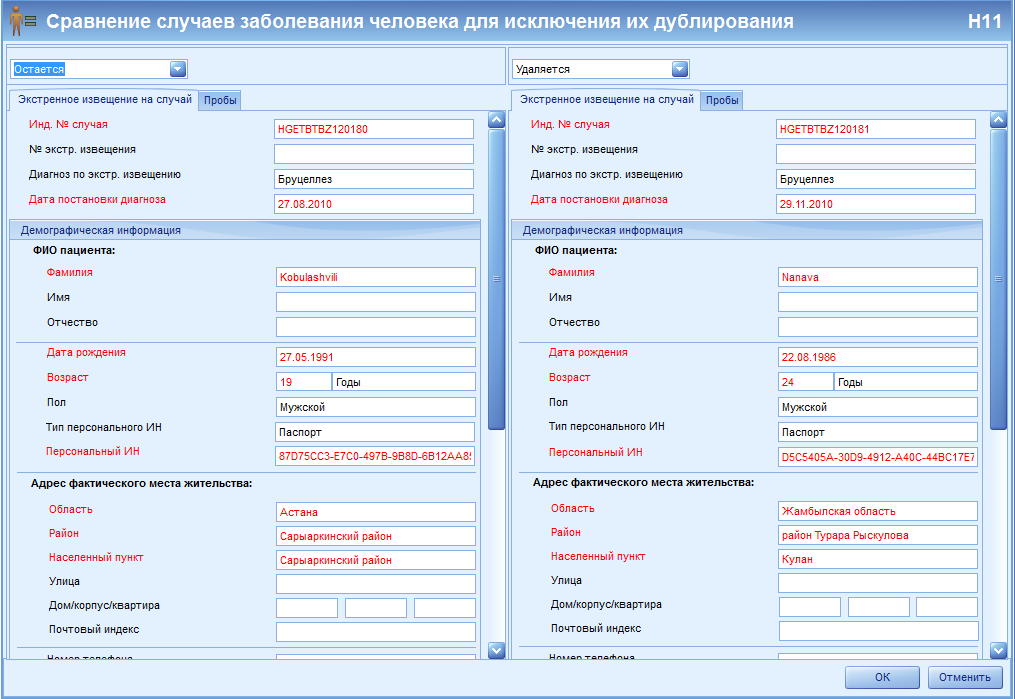 Сравнение случаев заболевания человека для исключения их дублирования H11
Остается
Экстренное извещение на случай Пробы
Инд. № случая HGETBTBZ120180
№ экстр. извещения
Диагноз по экстр. извещению Бруцеллез
Дата постановки диагноза 27.08.2010
Демографическая информация
ФИО пациента:
Фамилия Kobulashvili
Имя
Отчество
Дата рождения 27.05.1991
Возраст 19 Годы
Пол Мужской
Тип персонального ИН Паспорт
Персональный ИН 87D75CC3-E7C0-497B-9B8D-6B12AA8
Адрес фактического места жительства:
Область Астана
Район Сарыаркинский район
Населенный пункт Сарыаркинский район
Улица
Дом/корпус/квартира
Почтовый индекс
Номер телефона
Удаляется
Экстренное извещение на случай Пробы
Инд. № случая HGETBTBZ120181
№ экстр. извещения
Диагноз по экстр. извещению Бруцеллез
Дата постановки диагноза 29.11.2010
Демографическая информация
ФИО пациента:
Фамилия Nanava
Имя
Отчество
Дата рождения 22.08.1986
Возраст 24 Годы
Пол Мужской
Тип персонального ИН Паспорт
Персональный ИН D5C5405A-30D9-4912-A40C-44BC17E7
Адрес фактического места жительства:
Область Жамбылская область
Район район Турара Рыскулова
Населенный пункт Кулан
Улица
Дом/корпус/квартира
Почтовый индекс
Номер телефона
ОК Отменить